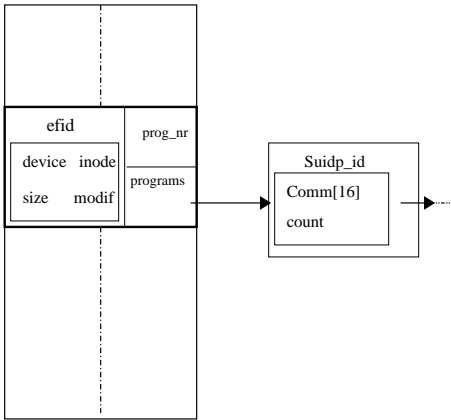 efid
prog_nr
device inode
programs
size modif
Suidp_id
Comm[16]
count